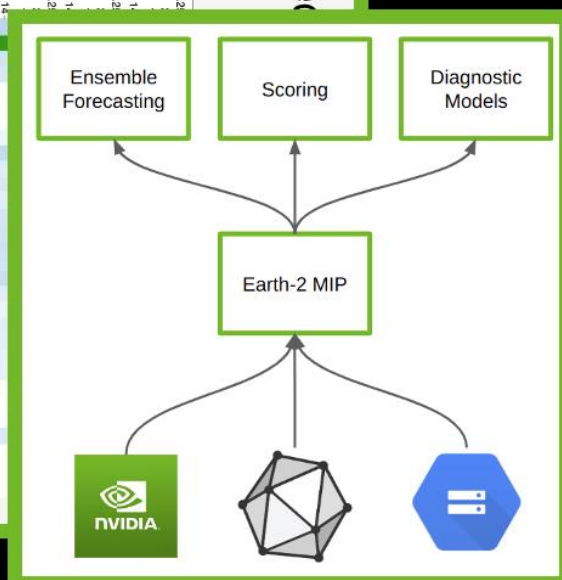 Ensemble
Forecasting
Scoring
Diagnostic
Models
Earth-2 MIP
NVIDIA